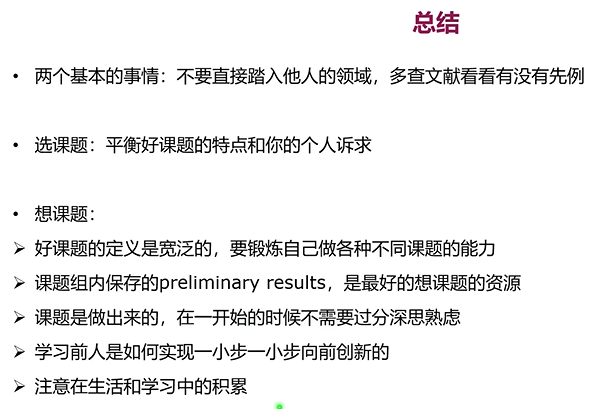 总结
• 两个基本的事情：不要直接踏入他人的领域，多查文献看看有没有先例
• 选课题：平衡好课题的特点和你的个人诉求
• 想课题：
➢ 好课题的定义是宽泛的，要锻炼自己做各种不同课题的能力
➢ 课题组内保存的preliminary results，是最好的想课题的资源
➢ 课题是做出来的，在一开始的时候不需要过分深思熟虑
➢ 学习前人是如何实现一小步一小步向前创新的
➢ 注意在生活和学习中的积累